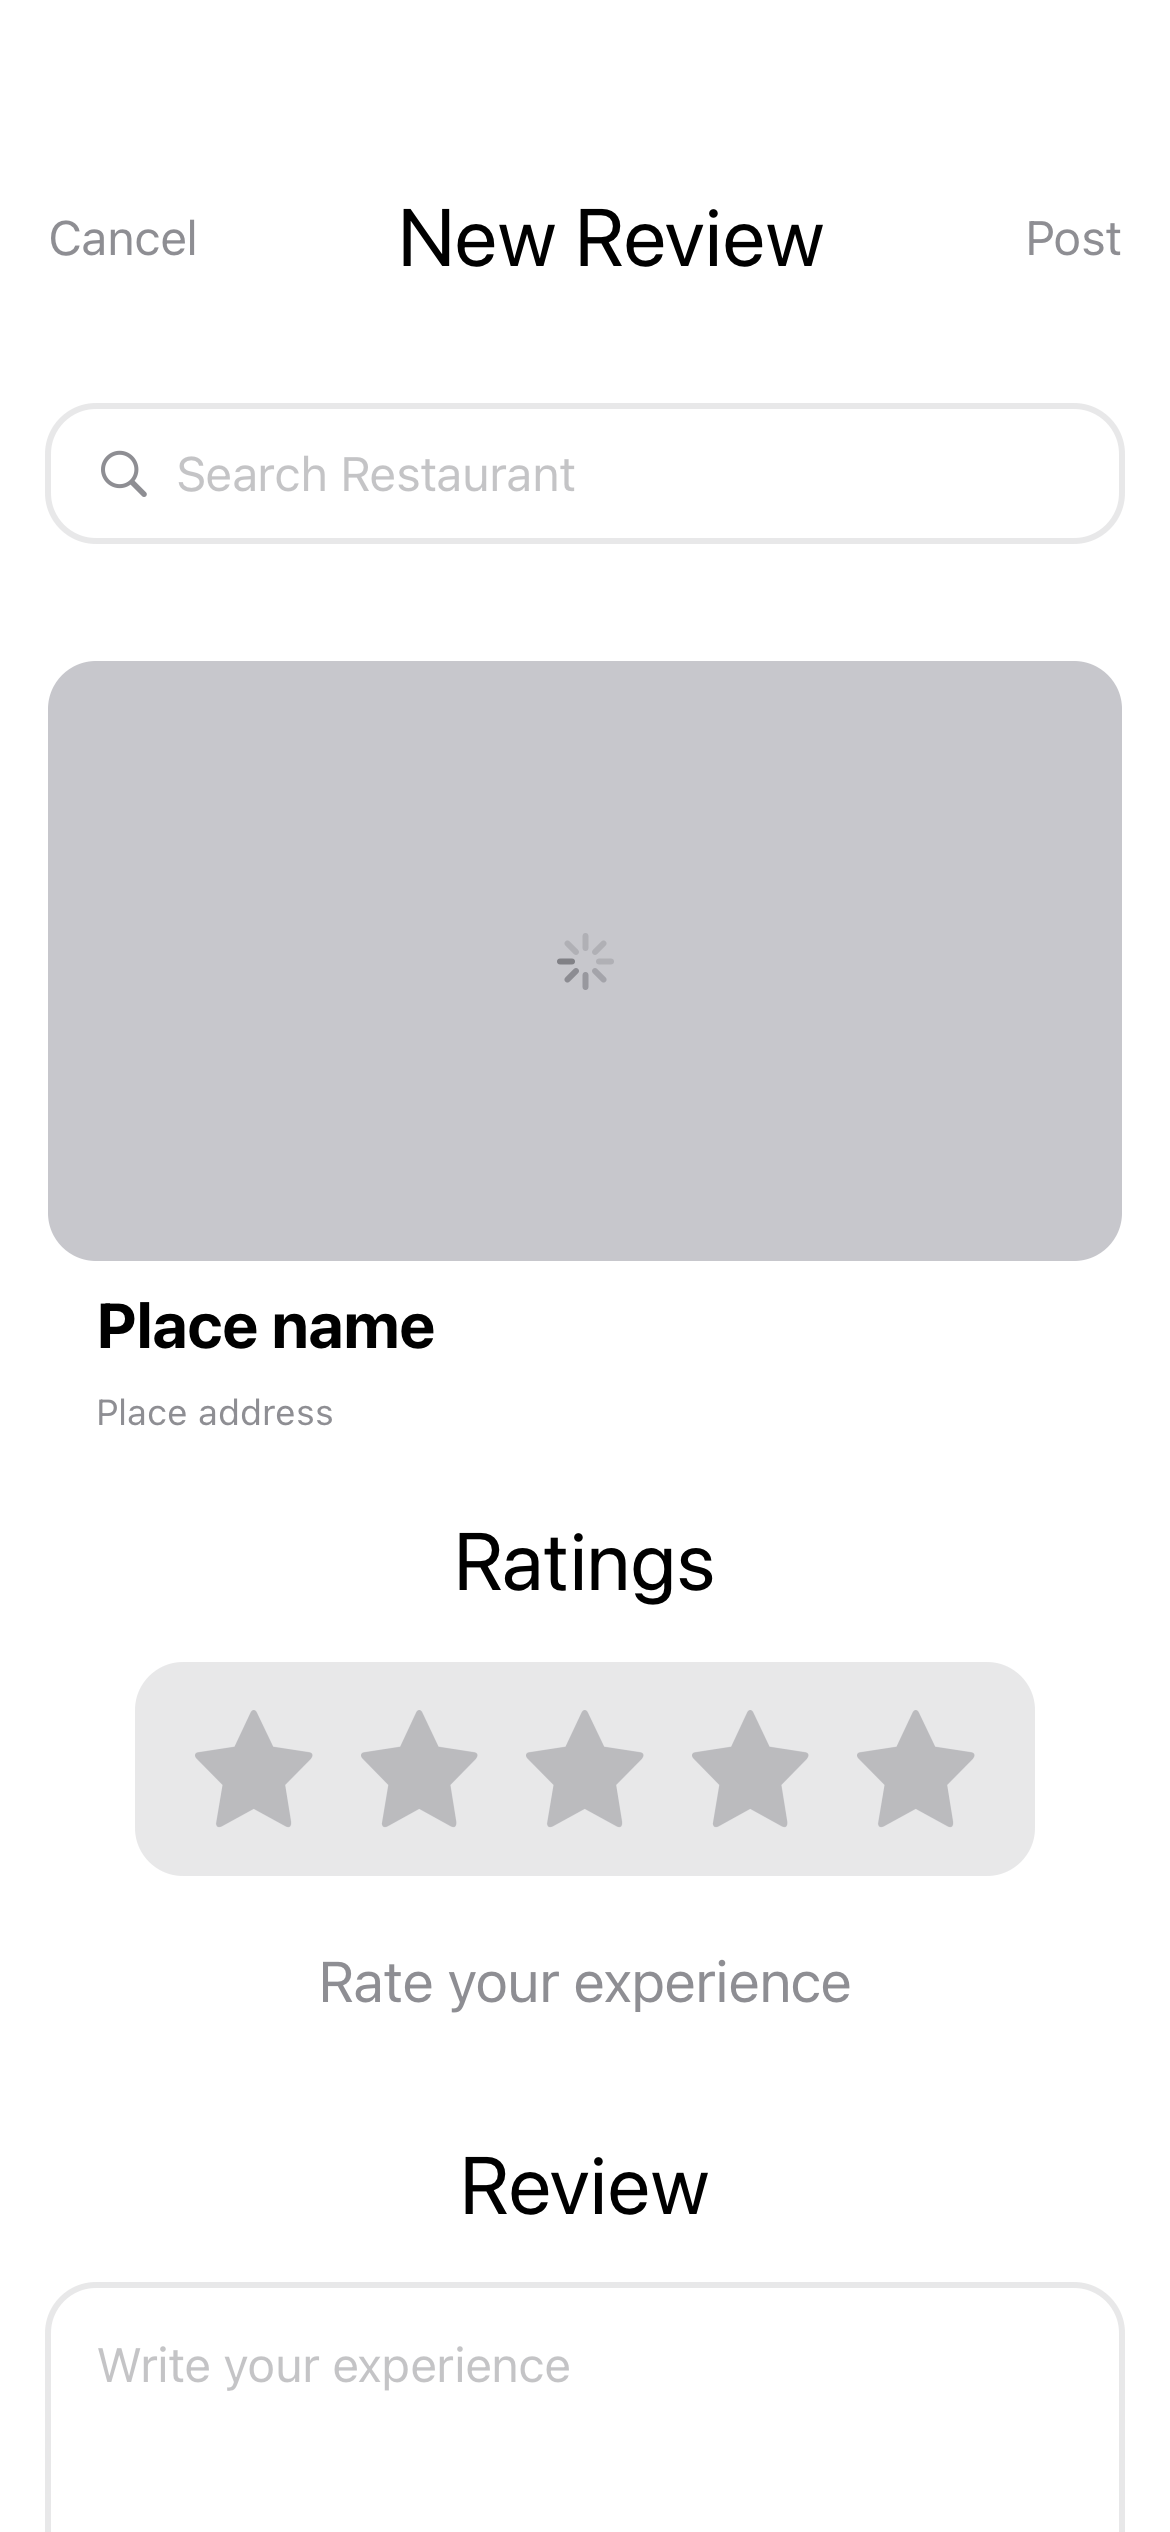 Cancel
New Review
Post
Search Restaurant
Place name
Place address
Ratings
Rate your experience
Review
Write your experience